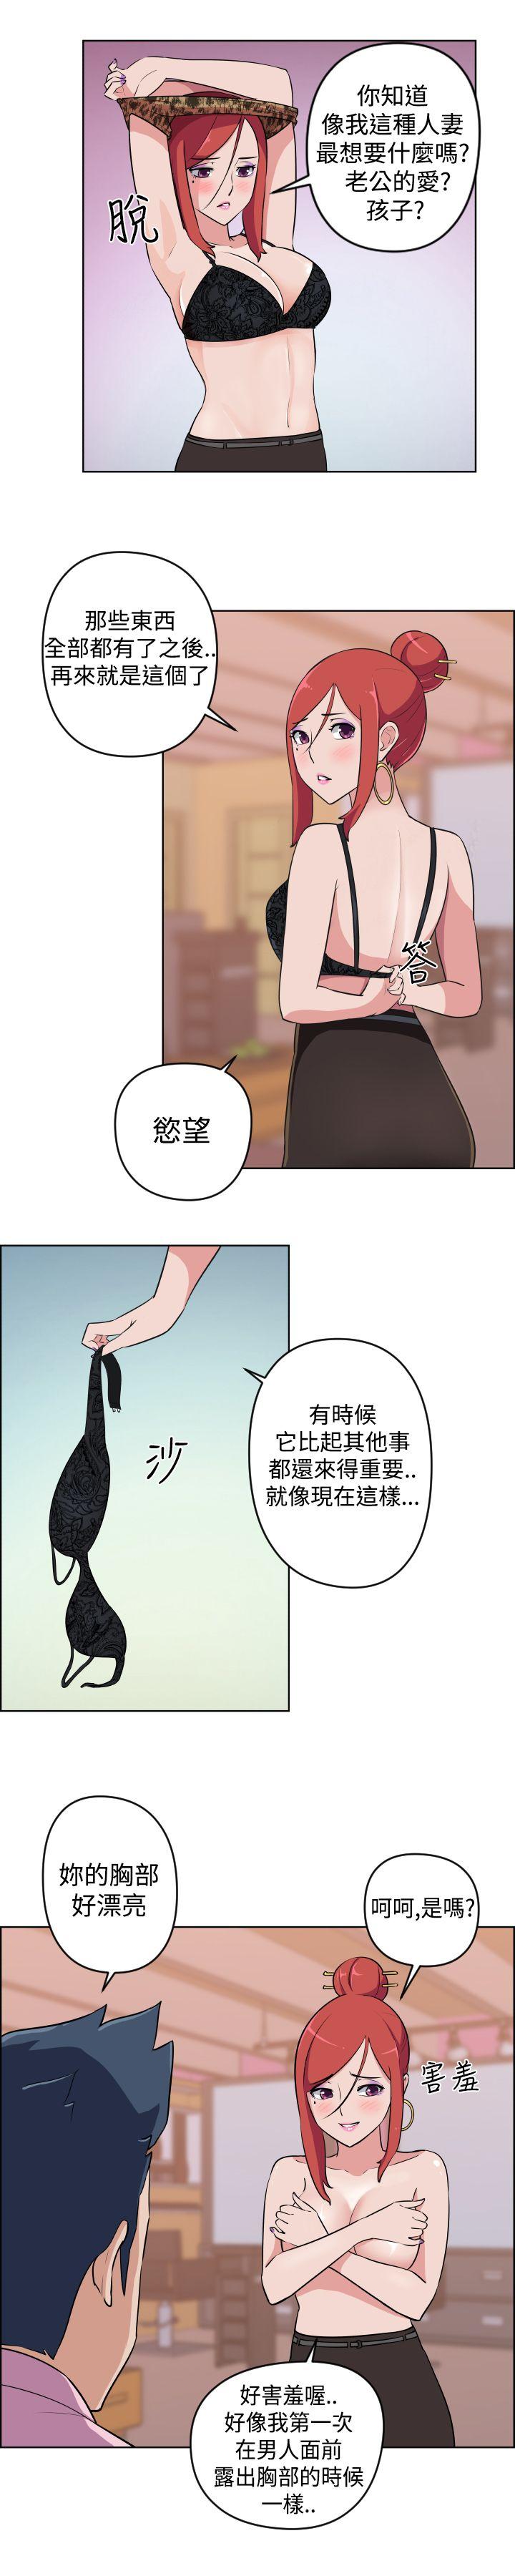 你知道
像我這種人妻
最想要什麼嗎?
老公的愛?
孩子?
脫
那些東西
全部都有了之後..
再來就是這個了
答
慾望
有時候
它比起其他事
都還來得重要..
就像現在這樣...
沙
妳的胸部
好漂亮
呵呵,是嗎?
害羞
好害羞喔..
好像我第一次
在男人面前
露出胸部的時候
一樣..